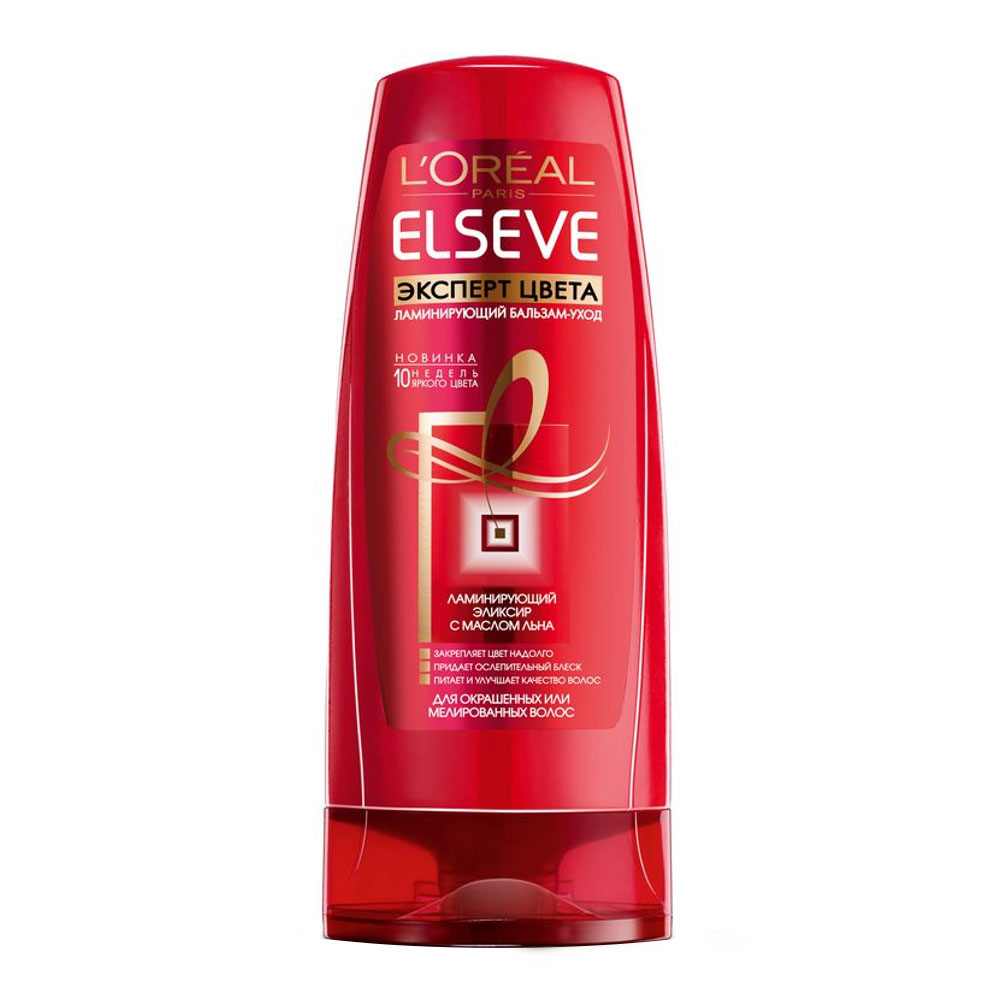 L'ORÉAL
PARIS
ELSEVE
ЭКСПЕРТ ЦВЕТА
ЛАМИНИРУЮЩИЙ БАЛЬЗАМ-УХОД
НОВИНКА
10 НЕДЕЛЬ
ЯРКОГО ЦВЕТА
ЛАМИНИРУЮЩИЙ
ЭЛИКСИР
С МАСЛОМ ЛЬНА
ЗАКРЕПЛЯЕТ ЦВЕТ НАДОЛГО
ПРИДАЕТ ОСЛЕПИТЕЛЬНЫЙ БЛЕСК
ПИТАЕТ И УЛУЧШАЕТ КАЧЕСТВО ВОЛОС
ДЛЯ ОКРАШЕННЫХ ИЛИ
МЕЛИРОВАННЫХ ВОЛОС